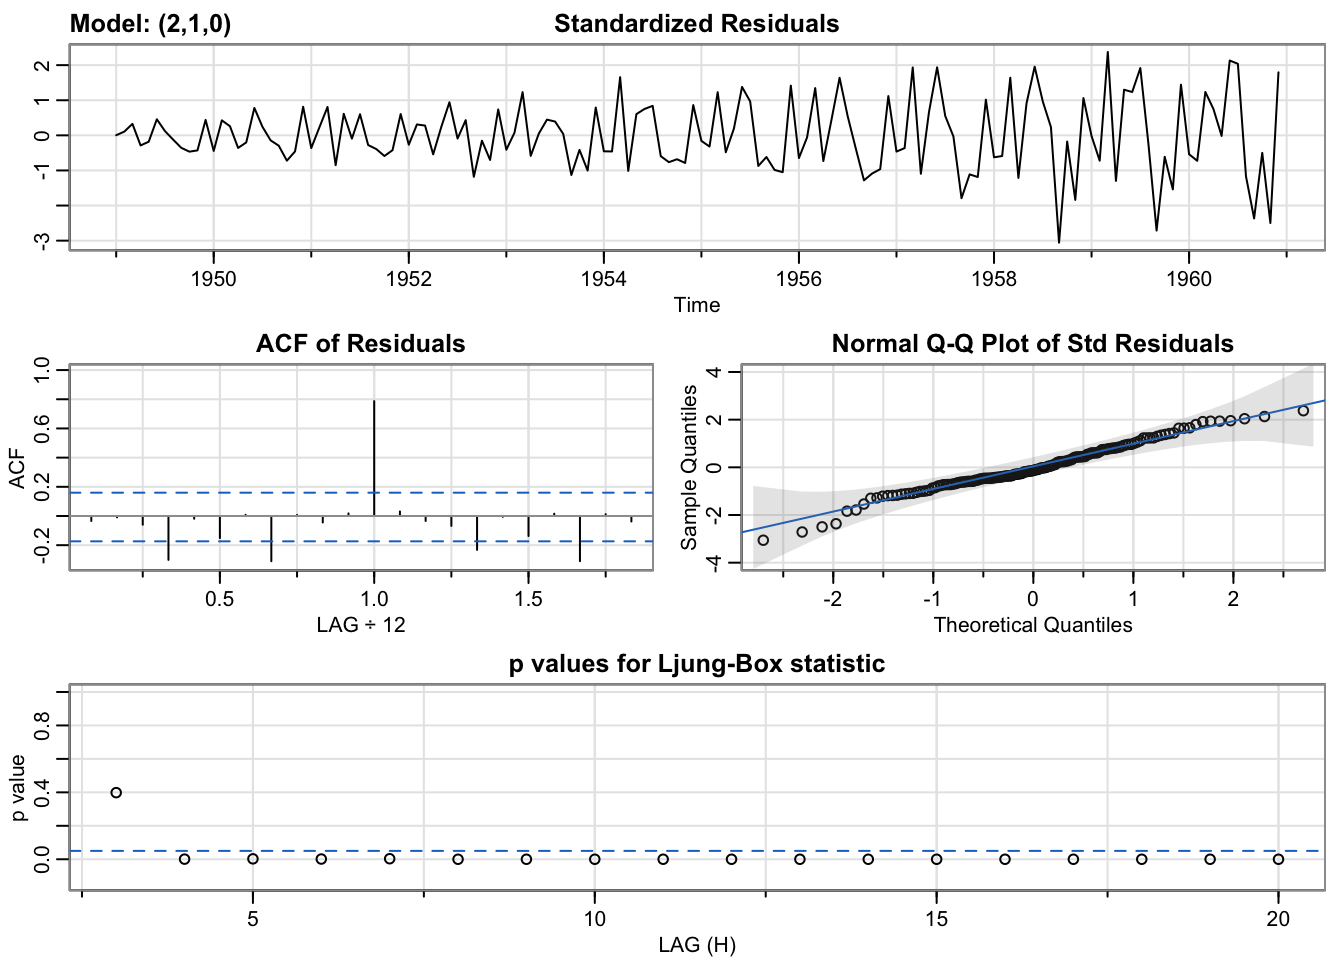 Model: (2,1,0) Standardized Residuals
2
1
0
-1
-3
1950 1952 1954 1956 1958 1960
Time
ACF of Residuals
1.0
0.6
0.2
-0.2
ACF
0.5 1.0 1.5
LAG ÷ 12
Normal Q-Q Plot of Std Residuals
4
2
0
-2
-4
Sample Quantiles
-2 -1 0 1 2
Theoretical Quantiles
p values for Ljung-Box statistic
0.8
0.4
0.0
p value
5 10 15 20
LAG (H)